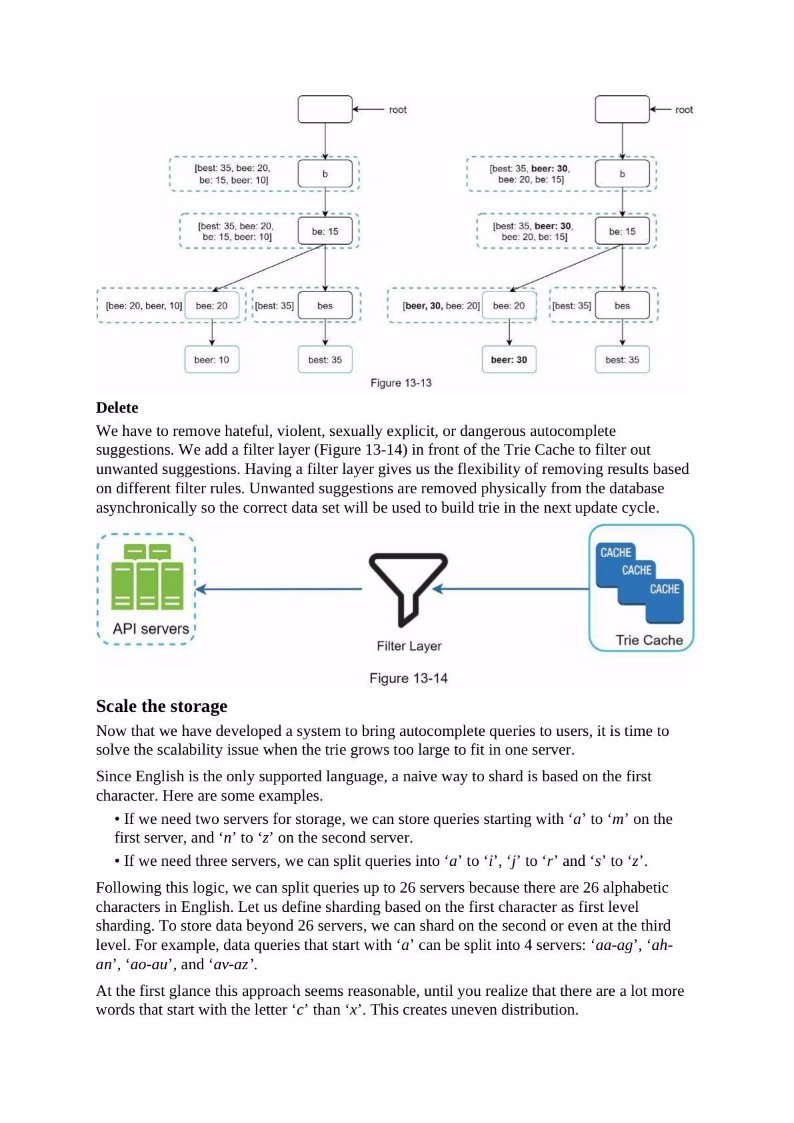 root
root
[best: 35, bee: 20,
be: 15, beer: 10]
b
[best: 35, beer: 30,
bee: 20, be: 15]
b
[best: 35, bee: 20,
be: 15, beer: 10]
be: 15
[best: 35, beer: 30,
bee: 20, be: 15]
be: 15
[bee: 20, beer, 10]
bee: 20
[best: 35]
bes
[beer, 30, bee: 20]
bee: 20
[best: 35]
bes
beer: 10
best: 35
beer: 30
best: 35
Figure 13-13
Delete
We have to remove hateful, violent, sexually explicit, or dangerous autocomplete
suggestions. We add a filter layer (Figure 13-14) in front of the Trie Cache to filter out
unwanted suggestions. Having a filter layer gives us the flexibility of removing results based
on different filter rules. Unwanted suggestions are removed physically from the database
asynchronically so the correct data set will be used to build trie in the next update cycle.
CACHE
CACHE
CACHE
API servers
Filter Layer
Trie Cache
Figure 13-14
Scale the storage
Now that we have developed a system to bring autocomplete queries to users, it is time to
solve the scalability issue when the trie grows too large to fit in one server.
Since English is the only supported language, a naive way to shard is based on the first
character. Here are some examples.
• If we need two servers for storage, we can store queries starting with ‘a’ to ‘m’ on the
first server, and ‘n’ to ‘z’ on the second server.
• If we need three servers, we can split queries into ‘a’ to ‘i’, ‘j’ to ‘r’ and ‘s’ to ‘z’.
Following this logic, we can split queries up to 26 servers because there are 26 alphabetic
characters in English. Let us define sharding based on the first character as first level
sharding. To store data beyond 26 servers, we can shard on the second or even at the third
level. For example, data queries that start with ‘a’ can be split into 4 servers: ‘aa-ag’, ‘ah-
an’, ‘ao-au’, and ‘av-az’.
At the first glance this approach seems reasonable, until you realize that there are a lot more
words that start with the letter ‘c’ than ‘x’. This creates uneven distribution.